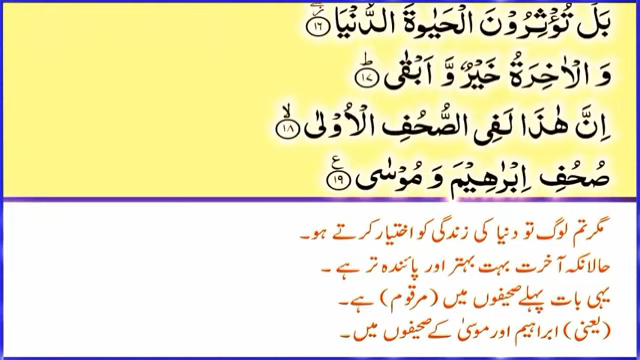 بَلْ تُؤْثِرُوْنَ الْحَيٰوةَ الدُّنْيَا ﴿١٦﴾
وَ الْاٰخِرَةُ خَيْرٌ وَّ اَبْقٰى ﴿١٧﴾
اِنَّ هٰذَا لَفِى الصُّحُفِ الْاُوْلٰى ﴿١٨﴾
صُحُفِ اِبْرٰهِيْمَ وَ مُوْسٰى ﴿١٩﴾
مگر تم لوگ تو دنیا کی زندگی کو اختیار کرتے ہو۔
حالانکہ آخرت بہت بہتر اور پائندہ تر ہے ۔
یہی بات پہلے صحیفوں میں (مرقوم) ہے۔
(یعنی) ابراہیم اور موسیٰ کے صحیفوں میں۔